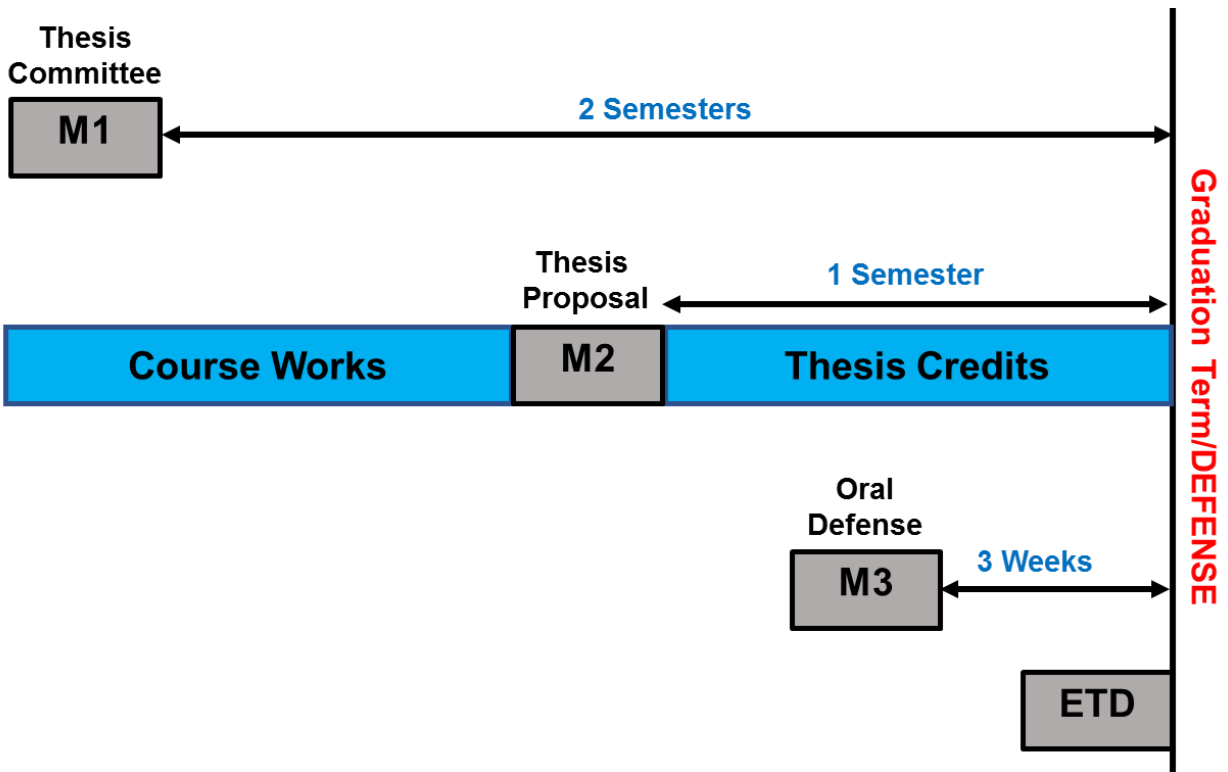 Thesis
Committee
M1
2 Semesters
Thesis
Proposal
1 Semester
Course Works
M2
Thesis Credits
Oral
Defense
M3
3 Weeks
ETD
Graduation Term/DEFENSE